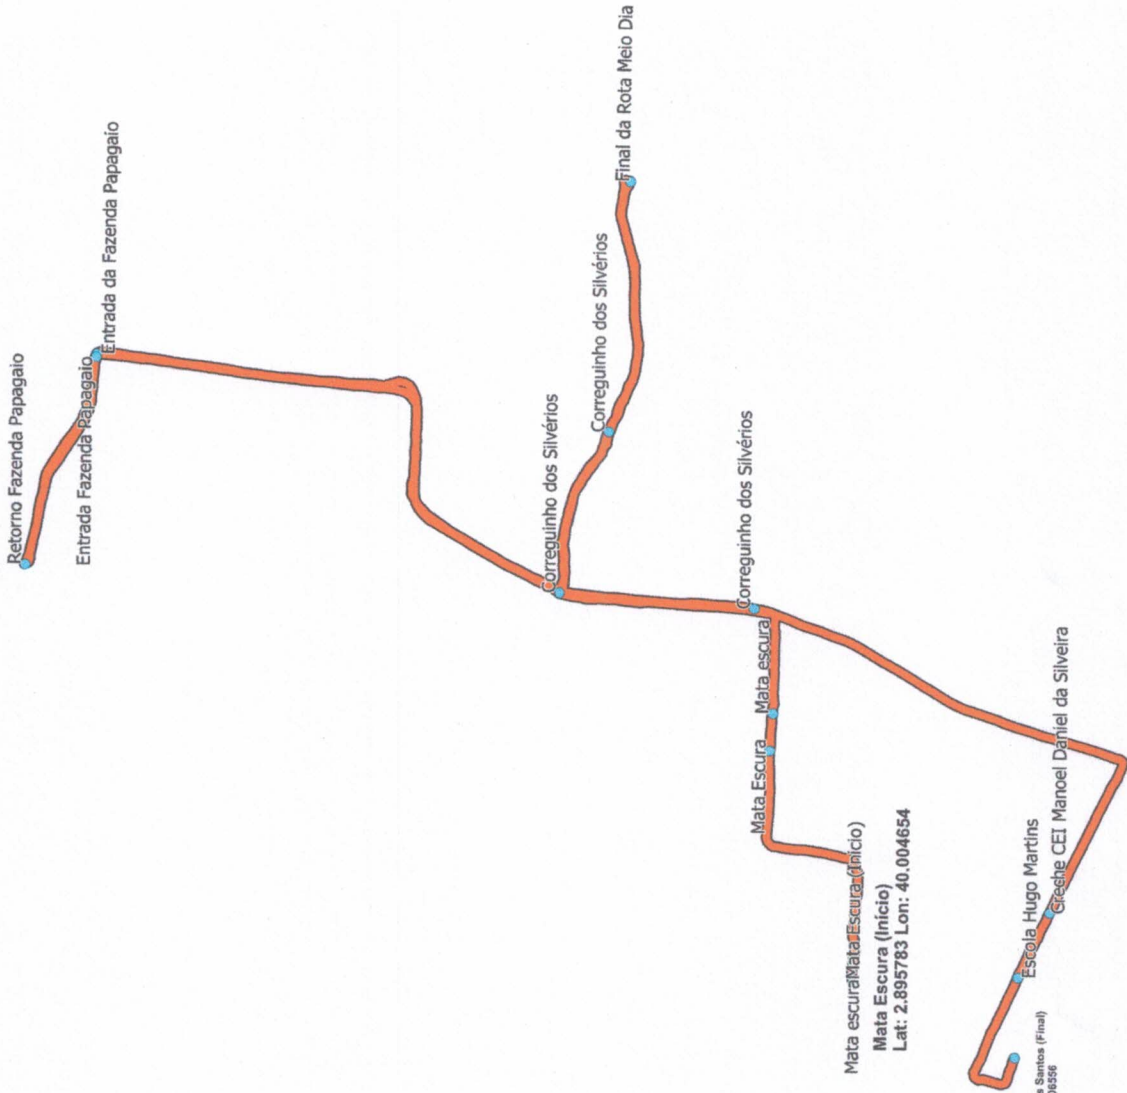 Retorno Fazenda Papagaio
Entrada Fazenda Papagaio
Entrada da Fazenda Papagaio
Correguinho dos Silvérios
Correguinho dos Silvérios
Final da Rota Meio Dia
Correguinho dos Silvérios
Mata Escura
Mata escura
Mata escura
Mata Escura (Início)
Mata Escura (Início)
Lat: 2.895783 Lon: 40.004654
Escola Hugo Martins
Creche CEI Manoel Daniel da Silveira
Santos (Final)
06556